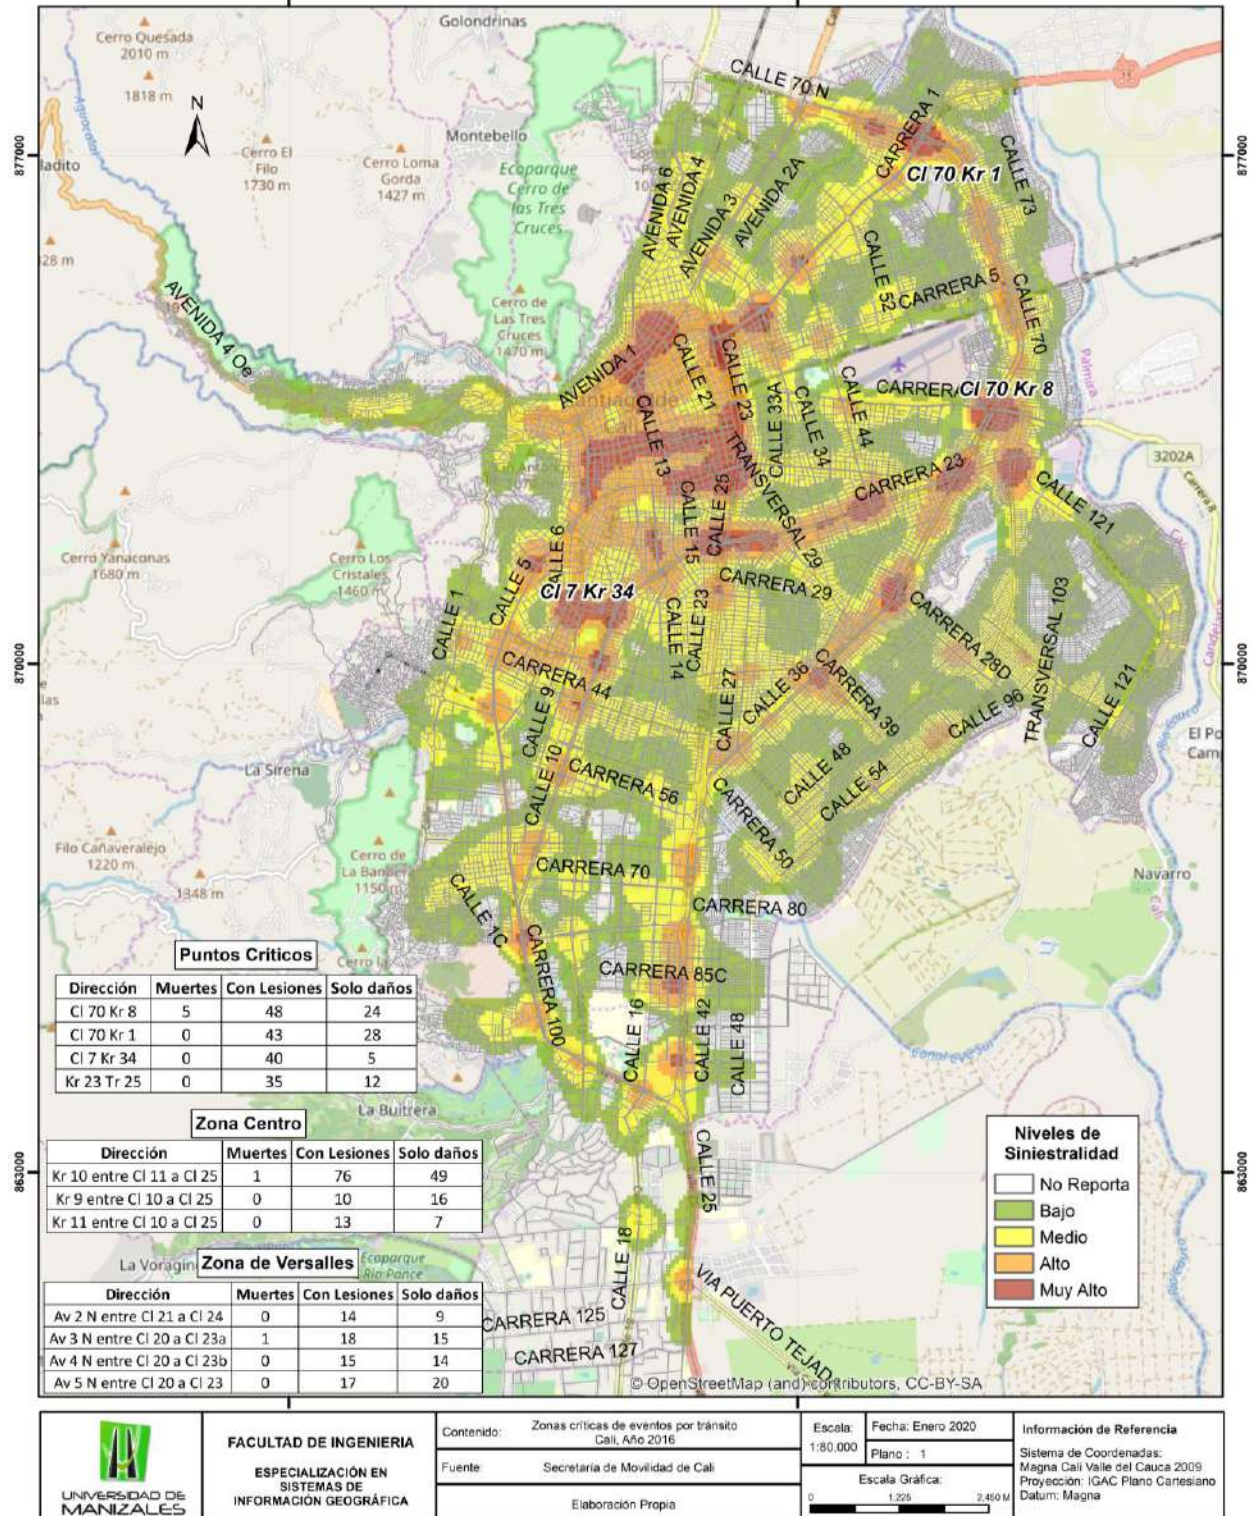 Cerro Quesada
2010 m
1818 m
Golondrinas
N
Aguacatal
877000
877000
Montebello
Cerro El
Filo
1730 m
Cerro Loma
Gorda
1427 m
Ecoparque
Cerro de
las Tres
Cruces
CALLE 70 N
CARRERA 1
Cl 70 Kr 1
CALLE 73
AVENIDA 6
AVENIDA 4
AVENIDA 3
AVENIDA 2A
CALLE 52
CARRERA 5
CALLE 70
AVENIDA 4 Oe
Cerro de
Las Tres
Cruces
1470 m
AVENIDA 1
CALLE 21
CALLE 23
CALLE 13
CALLE 33A
CALLE 34
CALLE 44
Cl 70 Kr 8
Palmira
3202A
TRANSVERSAL 29
CARRERA 23
CALLE 121
CALLE 25
CALLE 15
CALLE 6
CALLE 5
CALLE 1
Cl 7 Kr 34
CARRERA 29
CALLE 23
CALLE 14
Cerro Yanaconas
1680 m
Cerro Los
Cristales
1460 m
CARRERA 28D
TRANSVERSAL 103
CALLE 121
870000
870000
CARRERA 44
CALLE 9
CALLE 10
CALLE 27
CALLE 36
CARRERA 39
CALLE 96
CALLE 48
CALLE 54
La Sirena
CARRERA 56
CARRERA 50
Filo Cañaveralejo
1220 m
1348 m
Cerro de
La Bandera
1150 m
CARRERA 70
CALLE 1C
CARRERA 80
Navarro
CARRERA 85C
CARRERA 100
CALLE 16
CALLE 42
CALLE 48
Puntos Críticos
Dirección Muertes Con Lesiones Solo daños
Cl 70 Kr 8 5 48 24
Cl 70 Kr 1 0 43 28
Cl 7 Kr 34 0 40 5
Kr 23 Tr 25 0 35 12
La Buitrera
Zona Centro
Dirección Muertes Con Lesiones Solo daños
Kr 10 entre Cl 11 a Cl 25 1 76 49
Kr 9 entre Cl 10 a Cl 25 0 10 16
Kr 11 entre Cl 10 a Cl 25 0 13 7
863000
863000
CALLE 25
CALLE 18
Ecoparque
Rio Pance
Zona de Versalles
Dirección Muertes Con Lesiones Solo daños
Av 2 N entre Cl 21 a Cl 24 0 14 9
Av 3 N entre Cl 20 a Cl 23a 1 18 15
Av 4 N entre Cl 20 a Cl 23b 0 15 14
Av 5 N entre Cl 20 a Cl 23 0 17 20
CARRERA 125
CARRERA 127
VIA PUERTO TEJAD
Niveles de
Siniestralidad
No Reporta
Bajo
Medio
Alto
Muy Alto
© OpenStreetMap (and) contributors, CC-BY-SA
UNIVERSIDAD DE
MANIZALES
FACULTAD DE INGENIERIA
ESPECIALIZACIÓN EN
SISTEMAS DE
INFORMACIÓN GEOGRÁFICA
Contenido: Zonas críticas de eventos por tránsito
Cali, Año 2016
Fuente: Secretaría de Movilidad de Cali
Elaboración Propia
Escala:
1:80.000
Fecha: Enero 2020
Plano : 1
Escala Gráfica:
0 1.225 2,450 M
Información de Referencia
Sistema de Coordenadas:
Magna Cali Valle del Cauca 2009
Proyección: IGAC Plano Cartesiano
Datum: Magna